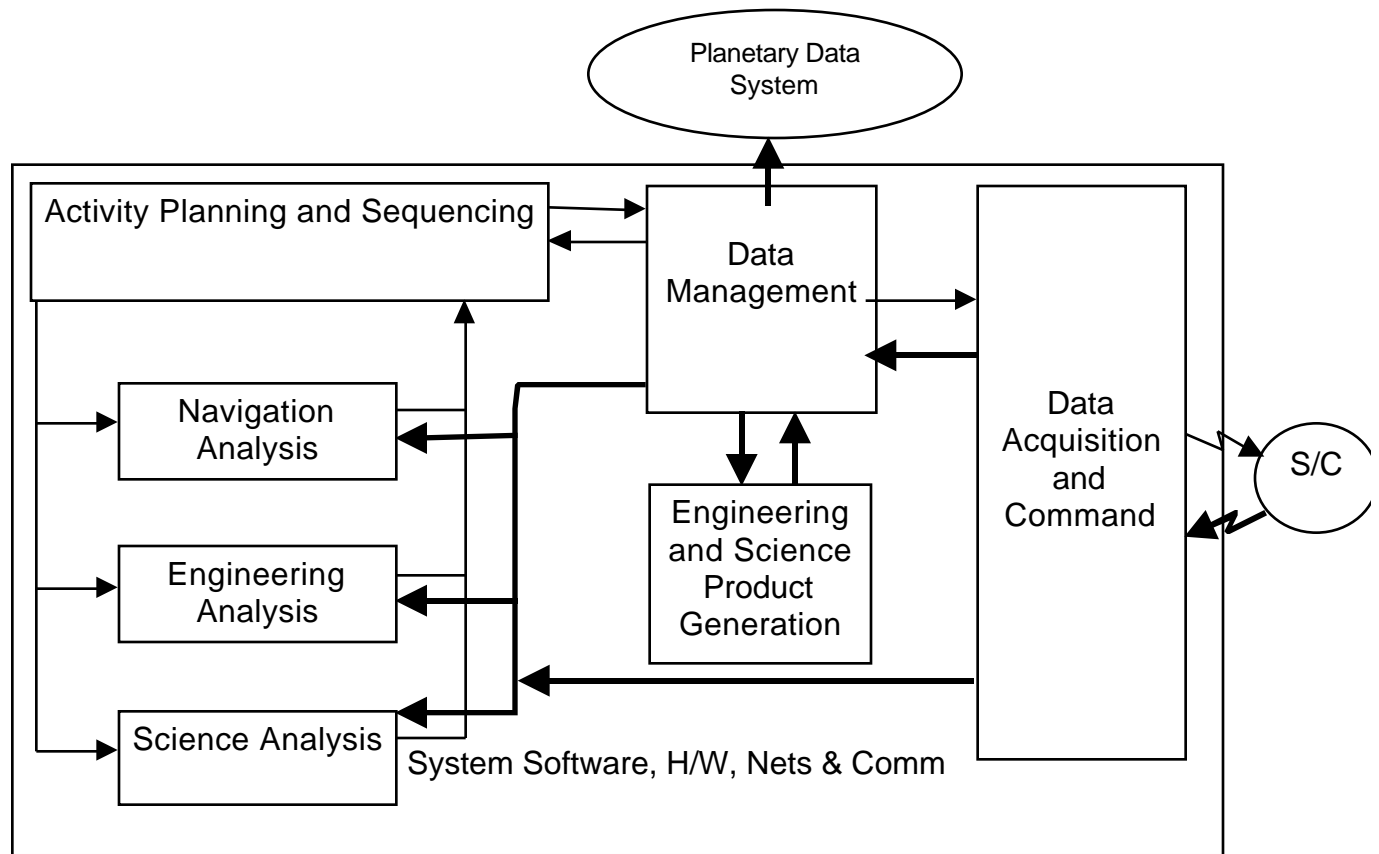 Planetary Data
System
Activity Planning and Sequencing
Data
Management
Navigation
Analysis
Data
Acquisition
and
Command
S/C
Engineering
and Science
Product
Generation
Engineering
Analysis
Science Analysis
System Software, H/W, Nets & Comm